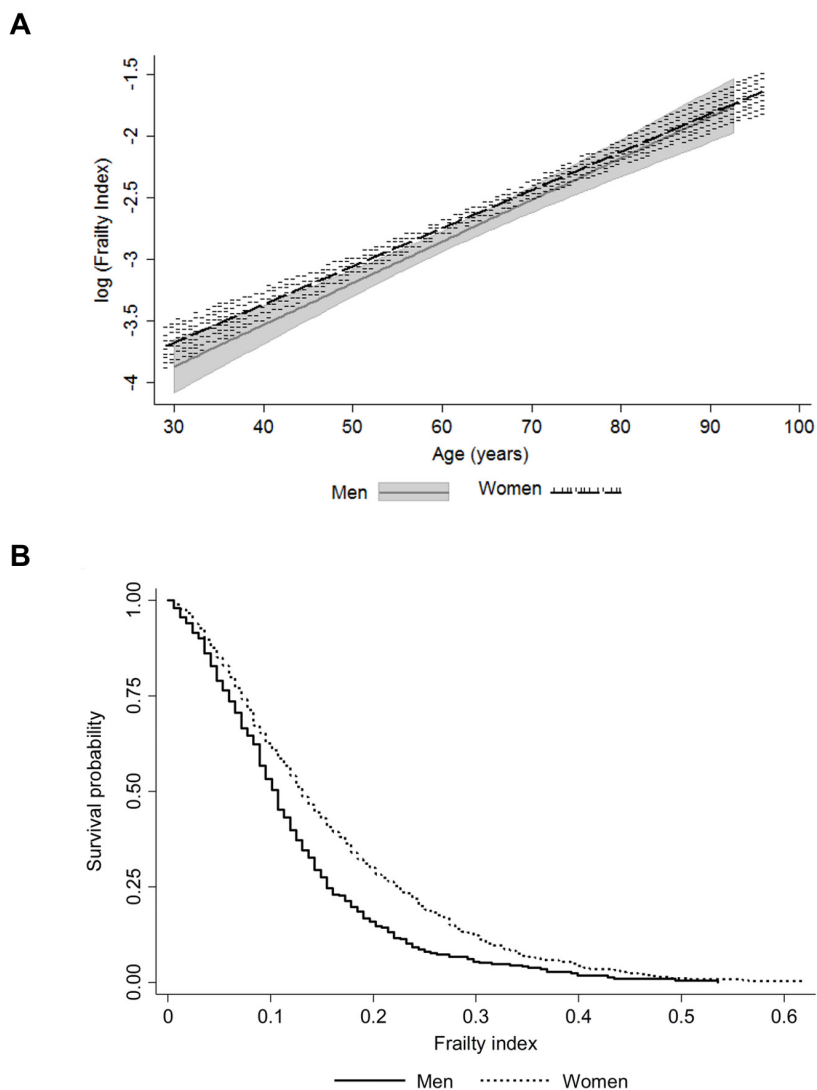 A
log (Frailty Index)
-1.5
-2
-2.5
-3
-3.5
-4
30 40 50 60 70 80 90 100
Age (years)
Men Women
B
Survival probability
1.00
0.75
0.50
0.25
0.00
0 0.1 0.2 0.3 0.4 0.5 0.6
Frailty index
Men Women